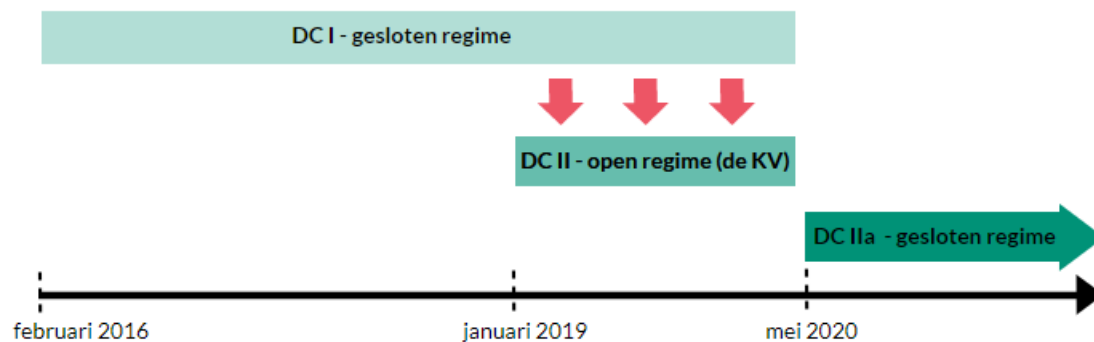 DC I - gesloten regime
DC II - open regime (de KV)
DC IIa - gesloten regime
februari 2016
januari 2019
mei 2020